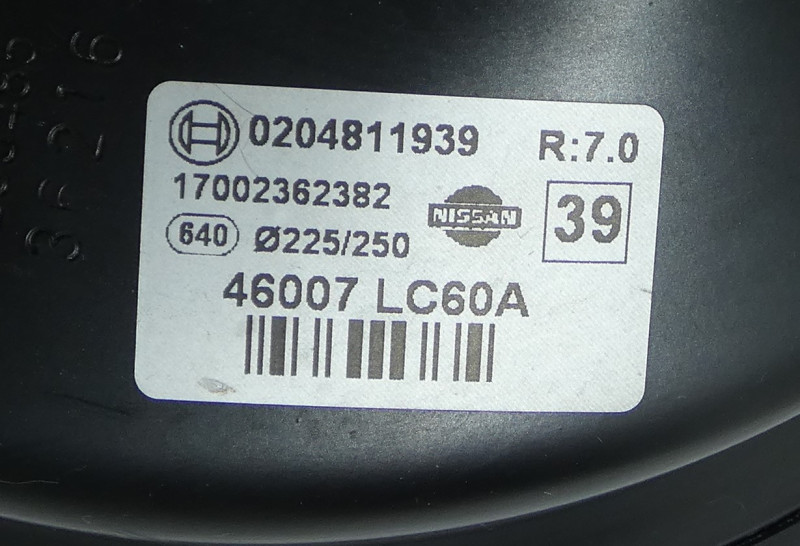 0204811939 R:7.0
17002362382 NISSAN 39
640 Ø225/250
46007 LC60A